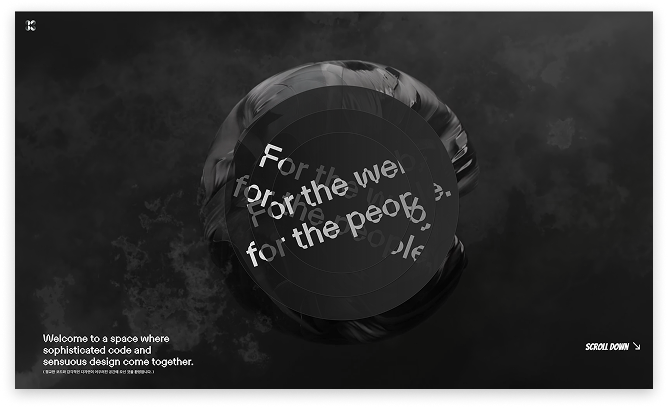 For the web,
for the people.
Welcome to a space where
sophisticated code and
sensuous design come together.
SCROLL DOWN